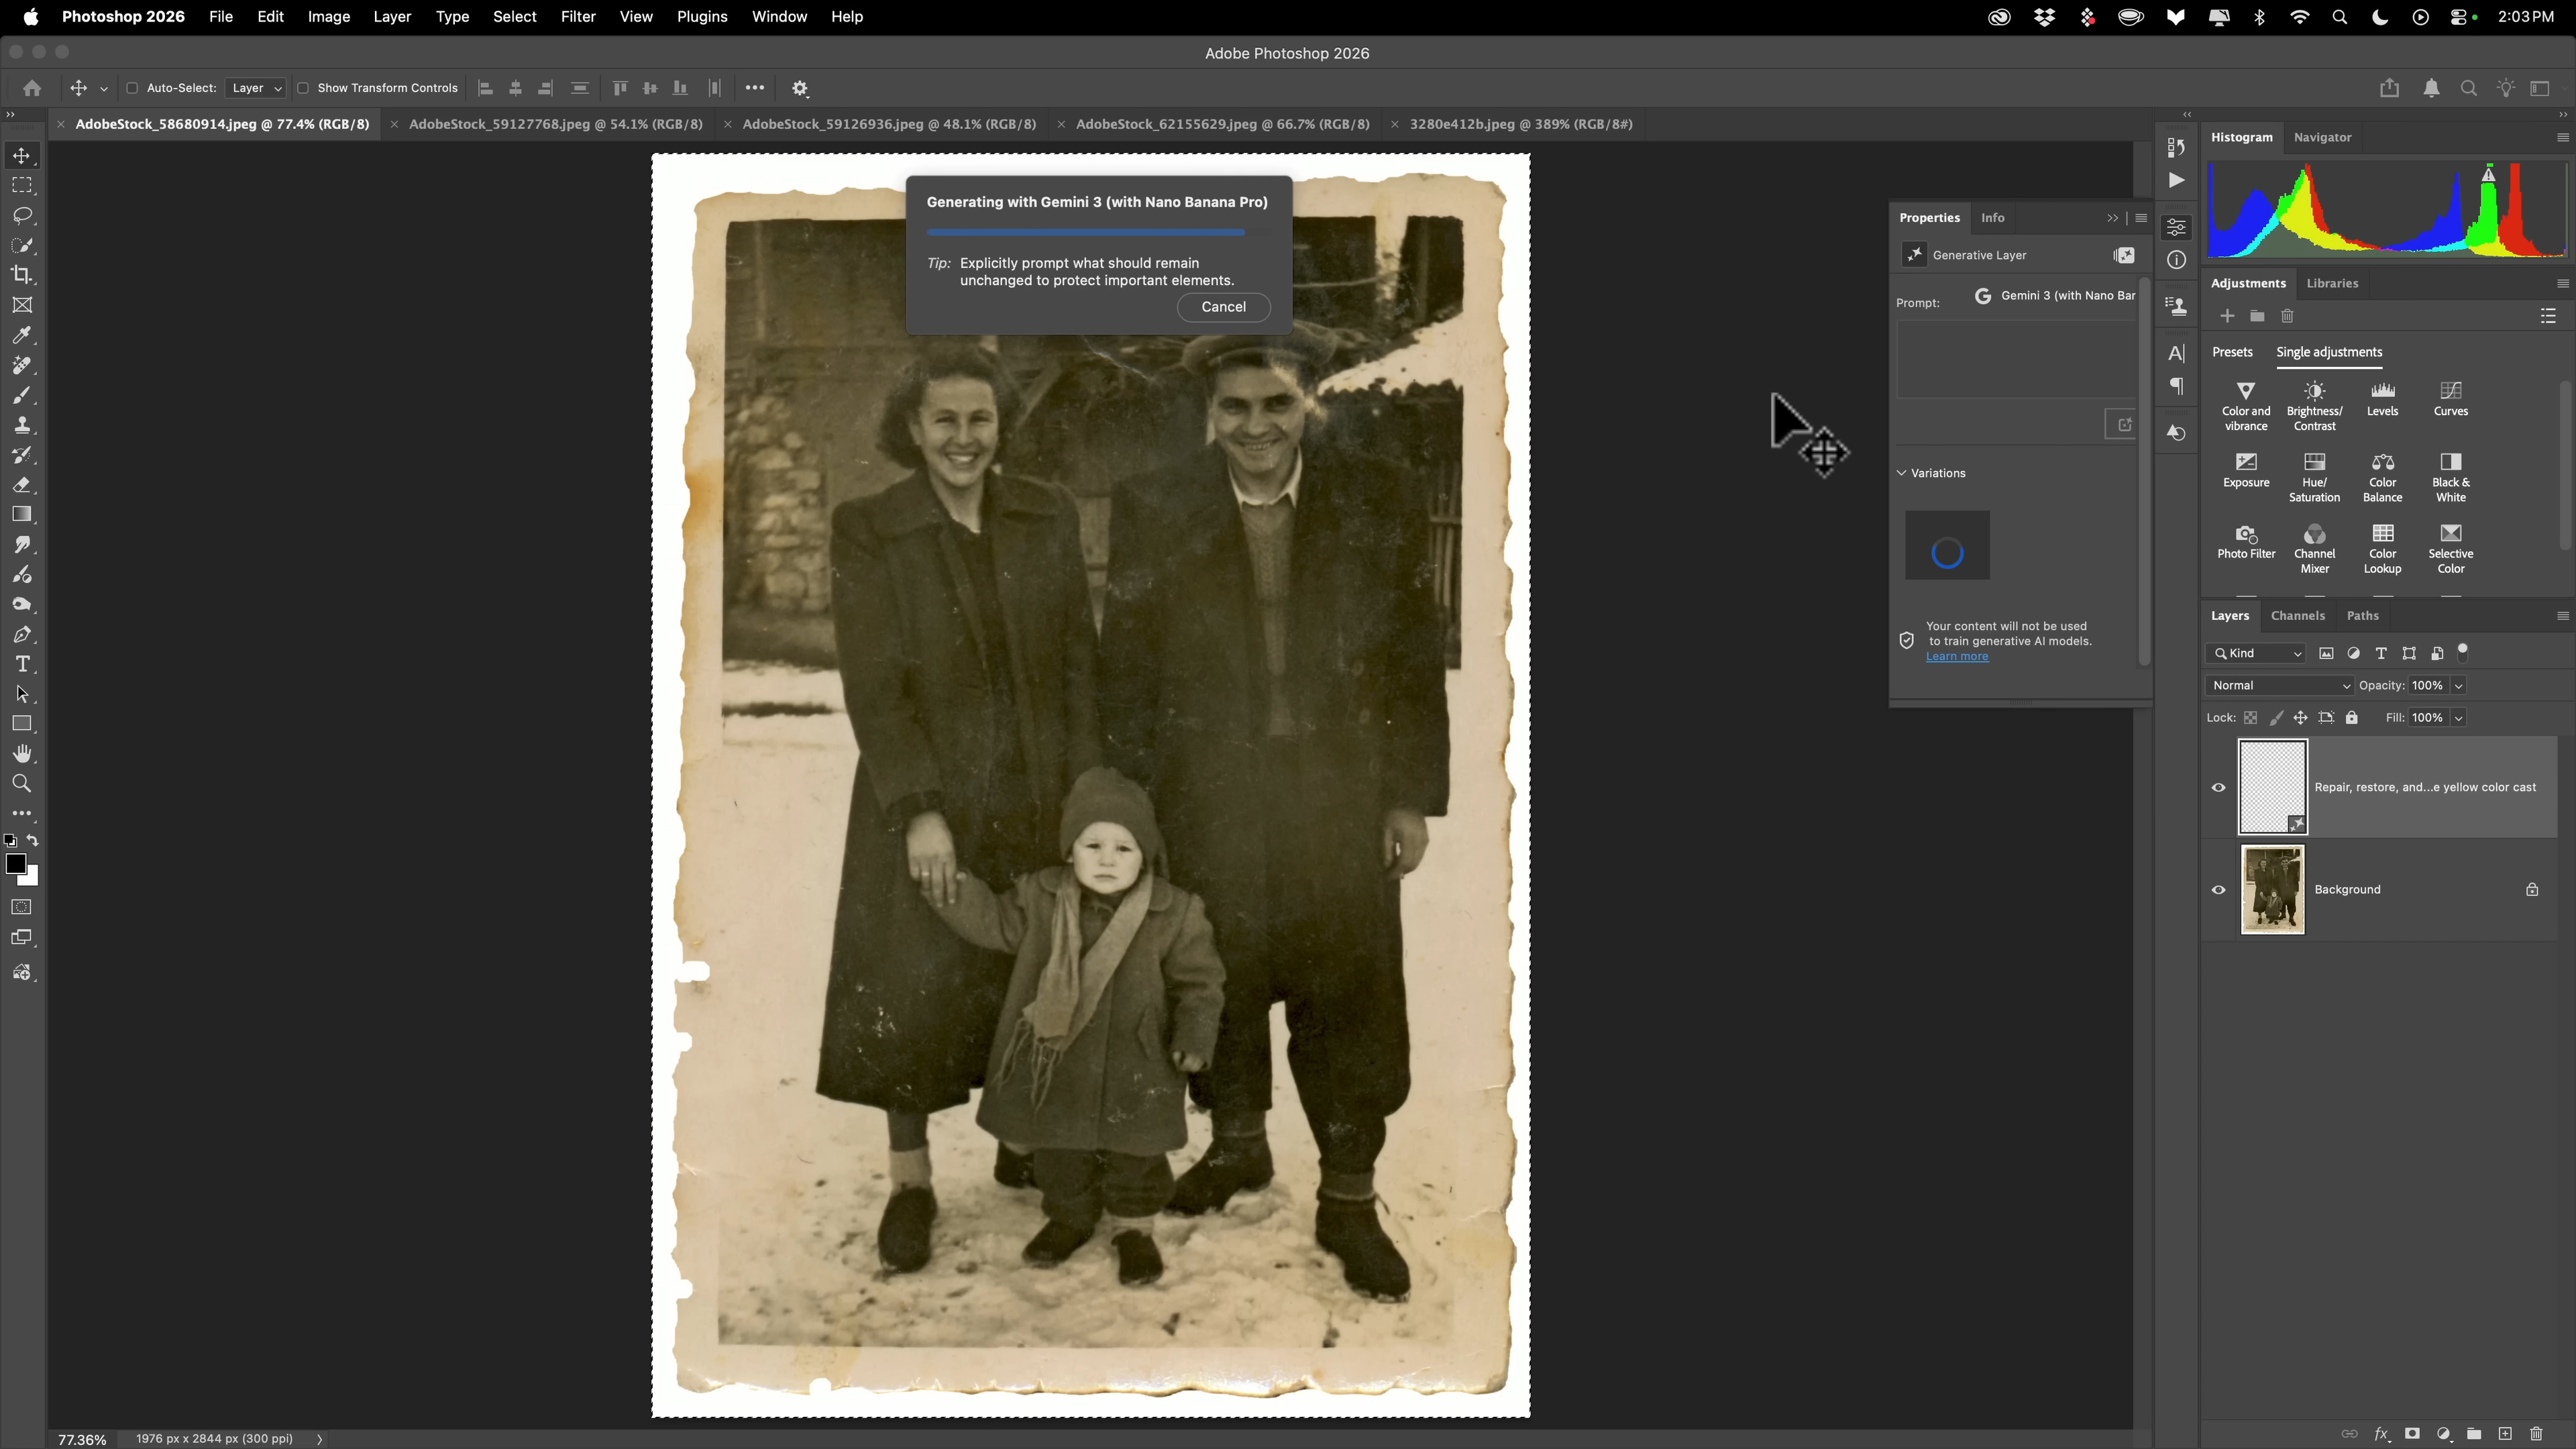 Photoshop 2026 File Edit Image Layer Type Select Filter View Plugins Window Help 2:03 PM
Adobe Photoshop 2026
Auto-Select: Layer Show Transform Controls
AdobeStock_58680914.jpeg @ 77.4% (RGB/8) AdobeStock_59127768.jpeg @ 54.1% (RGB/8) AdobeStock_59126936.jpeg @ 48.1% (RGB/8) AdobeStock_62155629.jpeg @ 66.7% (RGB/8) 3280e412b.jpeg @ 389% (RGB/8#)
Generating with Gemini 3 (with Nano Banana Pro)
Tip: Explicitly prompt what should remain
unchanged to protect important elements.
Cancel
Properties Info
Generative Layer
Prompt: Gemini 3 (with Nano Bar
Variations
Your content will not be used
to train generative AI models.
Learn more
Histogram Navigator
Adjustments Libraries
Presets Single adjustments
Color and Brightness/ Levels Curves
vibrance Contrast
Exposure Hue/ Color Black &
Saturation Balance White
Photo Filter Channel Color Selective
Mixer Lookup Color
Layers Channels Paths
Kind
Normal Opacity: 100%
Lock: Fill: 100%
Repair, restore, and...e yellow color cast
Background
77.36% 1976 px x 2844 px (300 ppi)